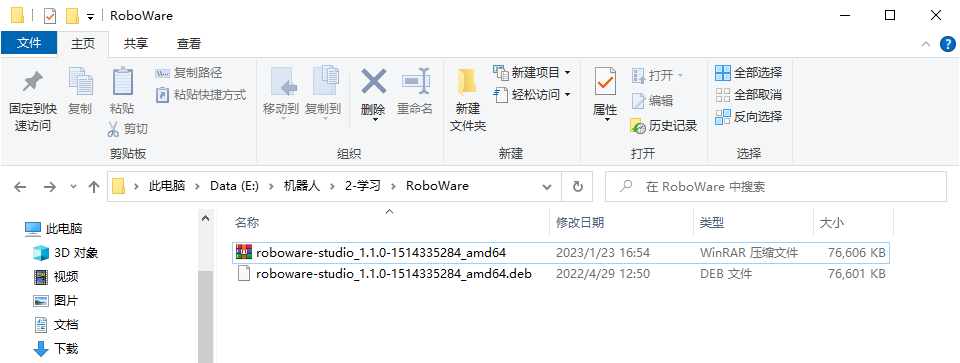 RoboWare
文件 主页 共享 查看
固定到快速访问 复制 粘贴 复制路径 粘贴快捷方式 剪切
移动到 复制到 删除 重命名
新建文件夹 新建项目 轻松访问
属性 打开 编辑 历史记录
全部选择 全部取消 反向选择
剪贴板 组织 新建 打开 选择
此电脑 Data (E:) 机器人 2-学习 RoboWare 在 RoboWare 中搜索
名称 修改日期 类型 大小
roboware-studio_1.1.0-1514335284_amd64 2023/1/23 16:54 WinRAR 压缩文件 76,606 KB
roboware-studio_1.1.0-1514335284_amd64.deb 2022/4/29 12:50 DEB 文件 76,601 KB
此电脑
3D 对象
视频
图片
文档
下载